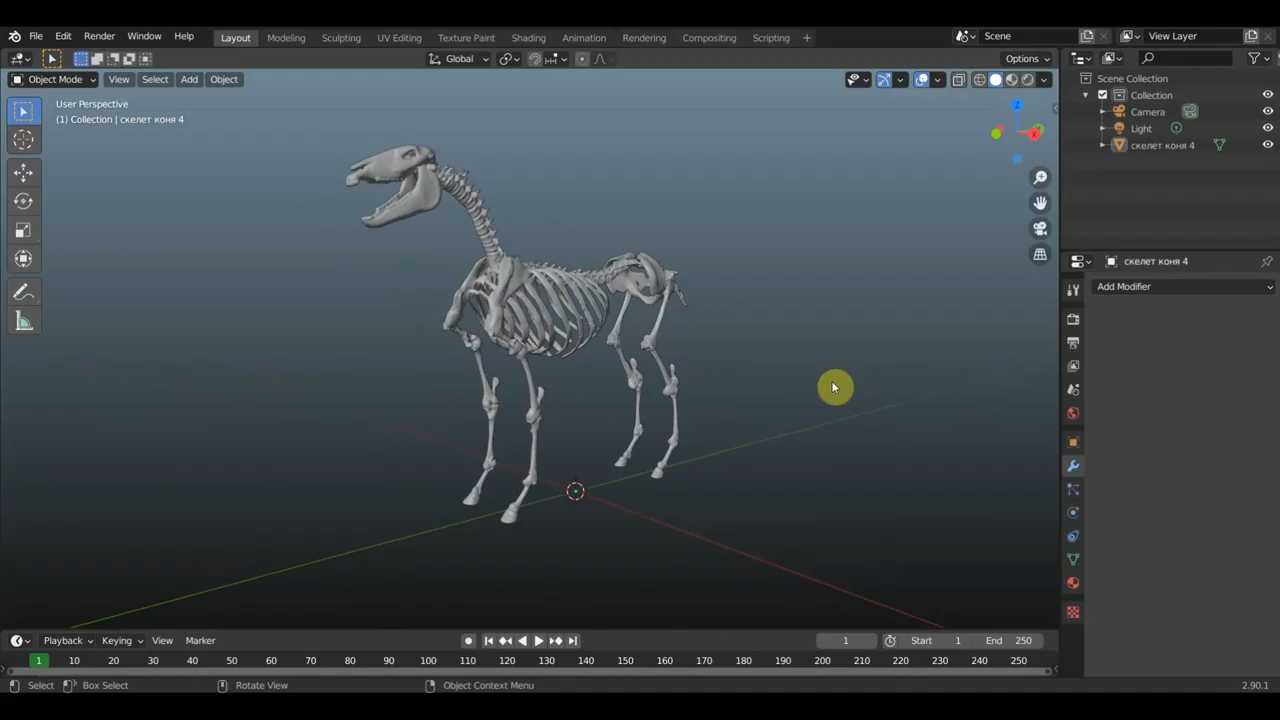 File Edit Render Window Help Layout Modeling Sculpting UV Editing Texture Paint Shading Animation Rendering Compositing Scripting + Scene View Layer
Global Options
Object Mode View Select Add Object
User Perspective
(1) Collection | скелет коня 4
Z
Scene Collection
Collection
Camera
Light
скелет коня 4
скелет коня 4
Add Modifier
Playback Keying View Marker 1 Start 1 End 250
1 10 20 30 40 50 60 70 80 90 100 110 120 130 140 150 160 170 180 190 200 210 220 230 240 250
Select Box Select Rotate View Object Context Menu 2.90.1